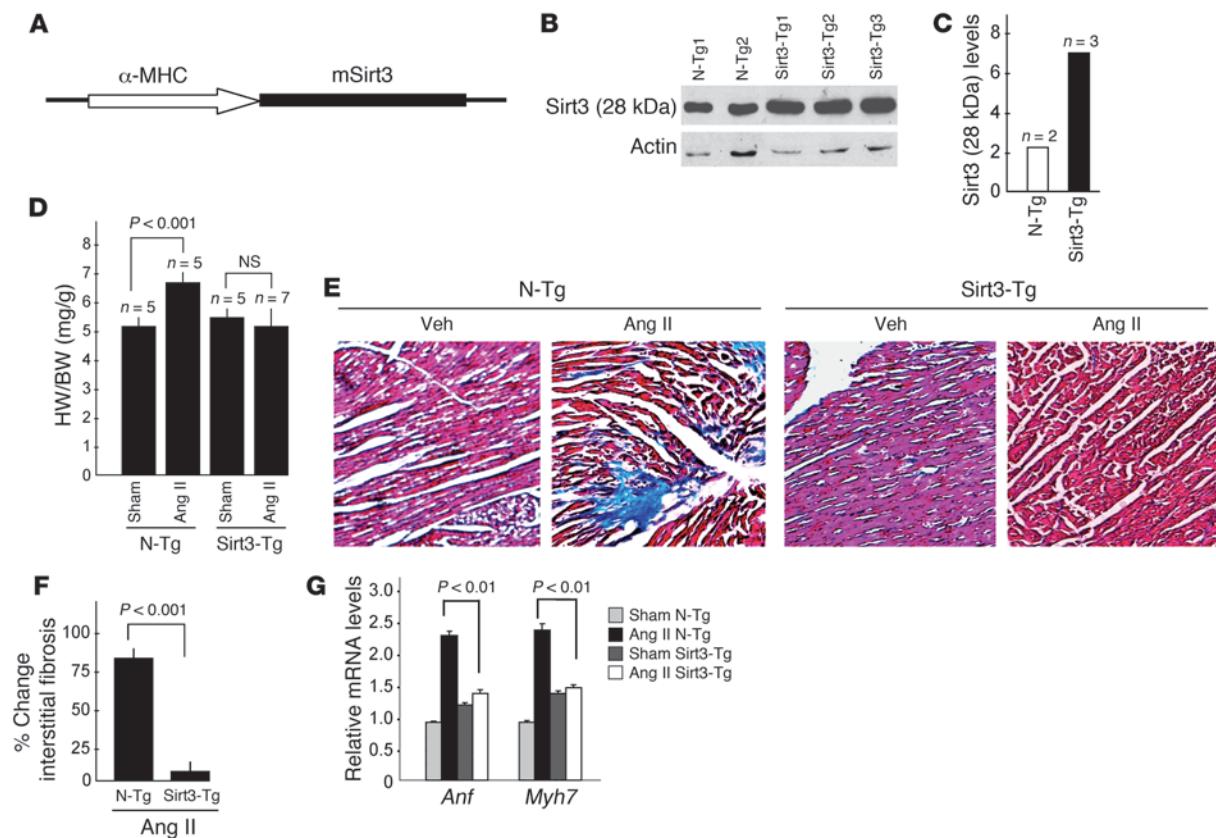 A
α-MHC
mSirt3
B
N-Tg1
N-Tg2
Sirt3-Tg1
Sirt3-Tg2
Sirt3-Tg3
Sirt3 (28 kDa)
Actin
C
Sirt3 (28 kDa) levels
8
6
4
2
0
n = 2
n = 3
N-Tg
Sirt3-Tg
D
HW/BW (mg/g)
8
7
6
5
4
3
2
1
0
P < 0.001
n = 5
n = 5
NS
n = 5
n = 7
Sham
Ang II
Sham
Ang II
N-Tg
Sirt3-Tg
E
N-Tg
Sirt3-Tg
Veh
Ang II
Veh
Ang II
F
% Change
interstitial fibrosis
100
75
50
25
0
P < 0.001
N-Tg
Sirt3-Tg
Ang II
G
Relative mRNA levels
3.0
2.5
2.0
1.5
1.0
0.5
P < 0.01
P < 0.01
Anf
Myh7
Sham N-Tg
Ang II N-Tg
Sham Sirt3-Tg
Ang II Sirt3-Tg